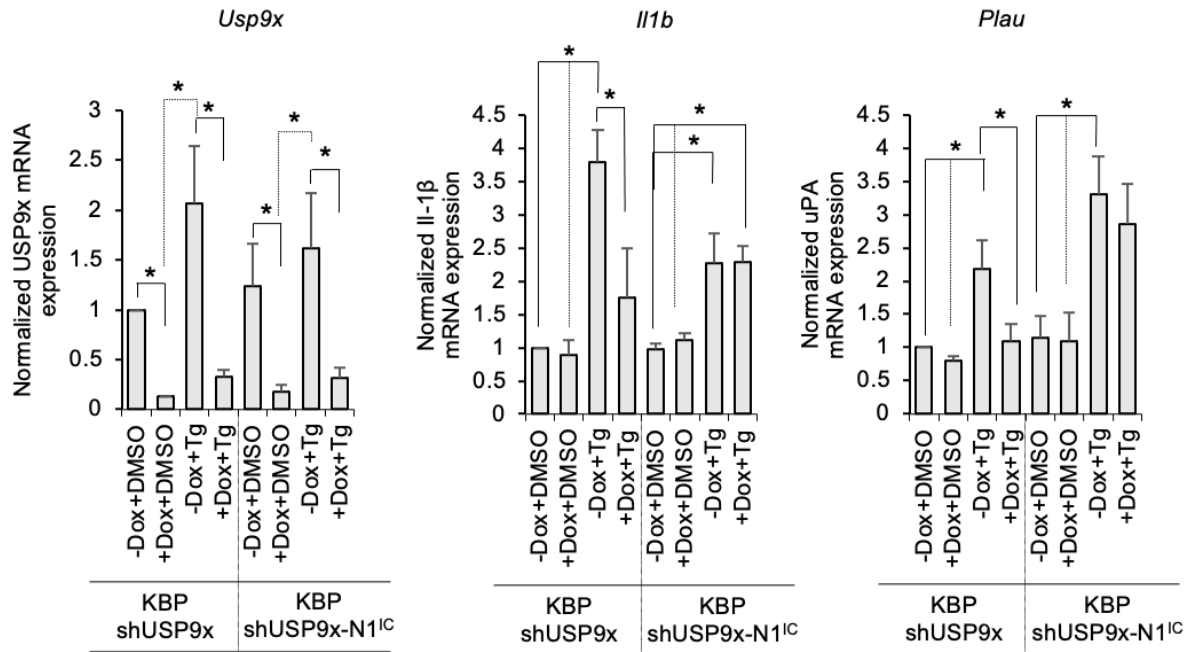 Usp9x
Normalized USP9x mRNA
expression
3
2.5
2
1.5
1
0.5
0
*
*
*
*
*
*
-Dox+DMSO
+Dox+DMSO
-Dox+Tg
+Dox+Tg
-Dox+DMSO
+Dox+DMSO
-Dox+Tg
+Dox+Tg
KBP
shUSP9x
KBP
shUSP9x-N1IC
Il1b
Normalized Il-1β
mRNA expression
4.5
4
3.5
3
2.5
2
1.5
1
0.5
0
*
*
*
*
-Dox+DMSO
+Dox+DMSO
-Dox+Tg
+Dox+Tg
-Dox+DMSO
+Dox+DMSO
-Dox+Tg
+Dox+Tg
KBP
shUSP9x
KBP
shUSP9x-N1IC
Plau
Normalized uPA
mRNA expression
4.5
4
3.5
3
2.5
2
1.5
1
0.5
0
*
*
*
-Dox+DMSO
+Dox+DMSO
-Dox+Tg
+Dox+Tg
-Dox+DMSO
+Dox+DMSO
-Dox+Tg
+Dox+Tg
KBP
shUSP9x
KBP
shUSP9x-N1IC